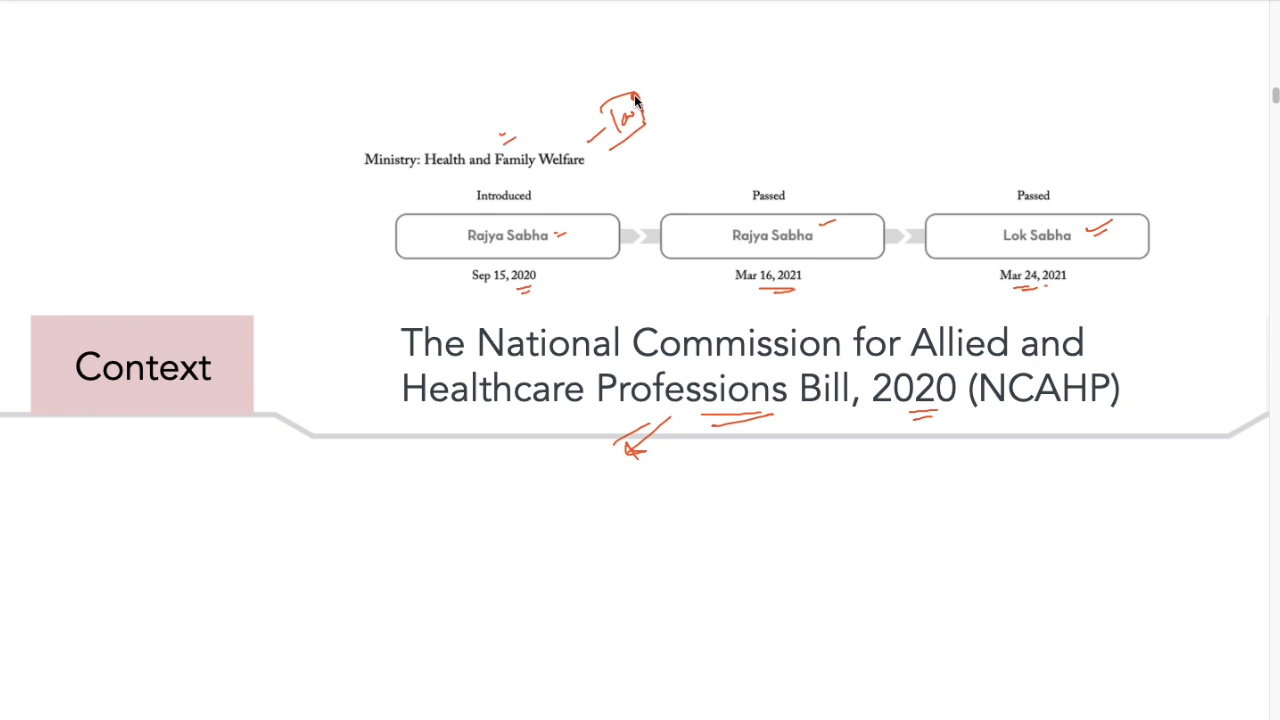 law
Ministry: Health and Family Welfare
Introduced
Passed
Passed
Rajya Sabha
Rajya Sabha
Lok Sabha
Sep 15, 2020
Mar 16, 2021
Mar 24, 2021
Context
The National Commission for Allied and
Healthcare Professions Bill, 2020 (NCAHP)